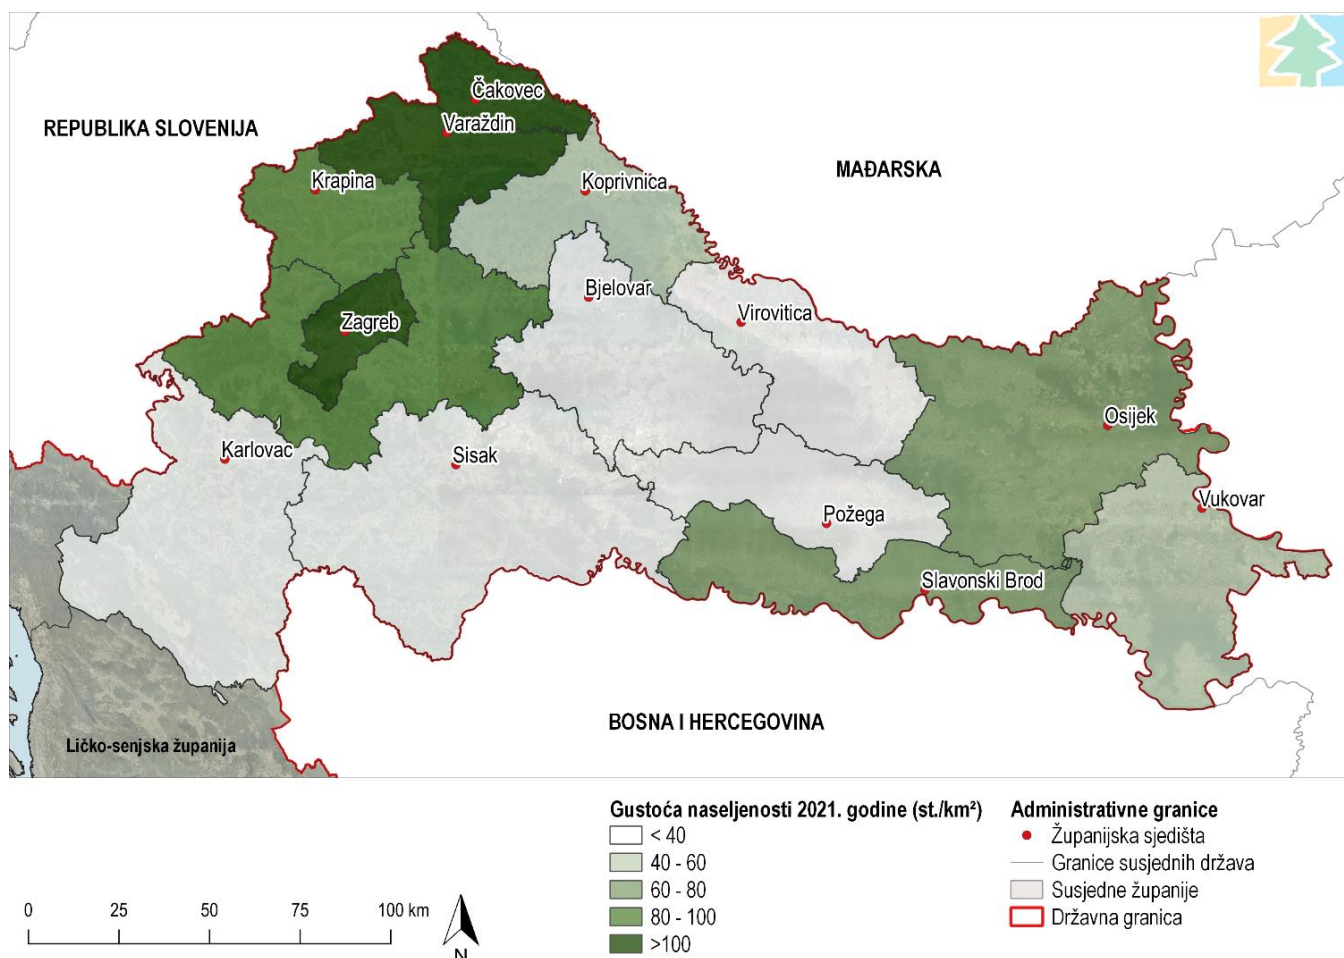 Čakovec
REPUBLIKA SLOVENIJA
Varaždin
MAĐARSKA
Krapina
Koprivnica
Bjelovar
Virovitica
Zagreb
Osijek
Karlovac
Sisak
Vukovar
Požega
Slavonski Brod
BOSNA I HERCEGOVINA
Ličko-senjska županija
Gustoća naseljenosti 2021. godine (st./km²)
< 40
40 - 60
60 - 80
80 - 100
>100
Administrativne granice
Županijska sjedišta
Granice susjednih država
Susjedne županije
Državna granica
0 25 50 75 100 km
N